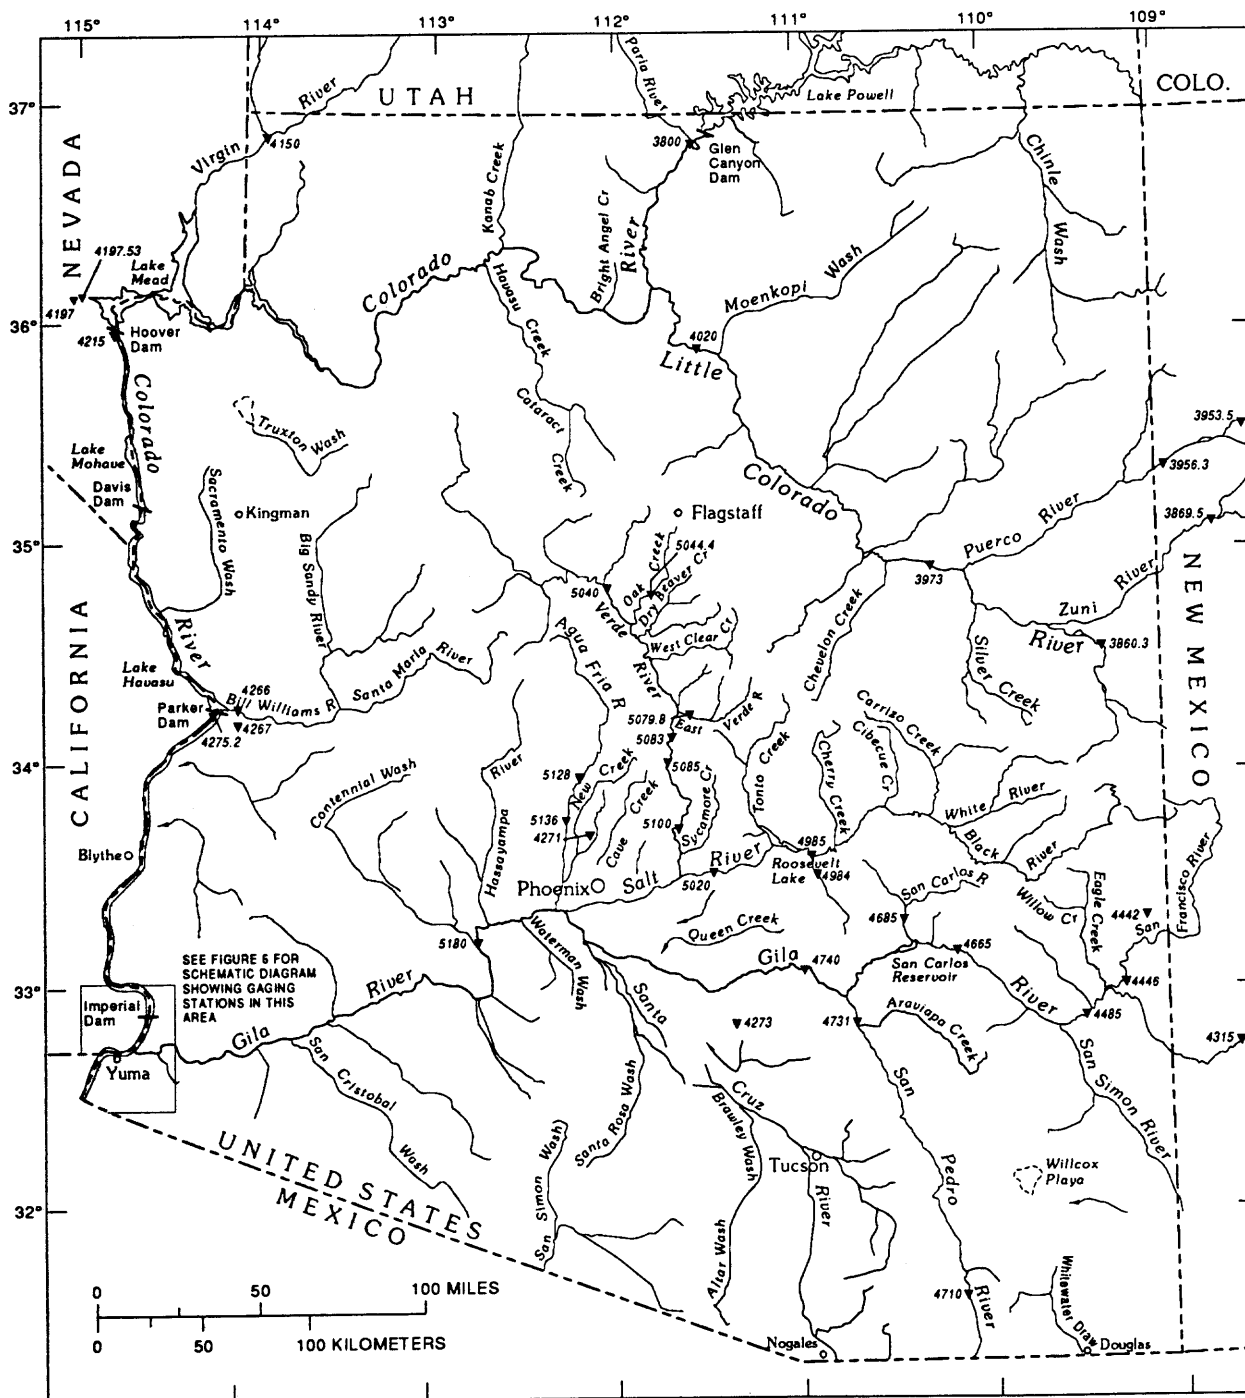 115°
114°
113°
112°
111°
110°
109°
37°
36°
35°
34°
33°
32°
UTAH
COLO.
NEVADA
CALIFORNIA
NEW MEXICO
UNITED STATES
MEXICO
Virgin River
4150
Kanab Creek
Paria River
3800
Lake Powell
Glen
Canyon
Dam
Chinle Wash
Bright Angel Cr
Colorado River
Moenkopi Wash
4197.53
Lake
Mead
4197
4215
Hoover
Dam
Havasu Creek
4020
Little Colorado River
Cataract Creek
Truxton Wash
Colorado River
Lake
Mohave
Davis
Dam
Sacramento Wash
Kingman
Big Sandy River
Flagstaff
5044.4
Oak Creek
Dry Beaver Cr
5040
Verde River
West Clear Cr
3953.5
3956.3
Puerco River
3869.5
3973
Zuni River
3860.3
Chevelon Creek
Silver Creek
Agua Fria R
Santa Maria River
Lake
Havasu
4266
Bill Williams R
Parker
Dam
4267
4275.2
5079.8
East Verde R
5083
5085
Carrizo Creek
Cibecue Cr
Cherry Creek
Tonto Creek
Centennial Wash
Hassayampa River
5128
New Creek
5136
4271
Cave Creek
5100
Sycamore Cr
White River
Black River
4985
Roosevelt
Lake
4984
Blythe
Phoenix
Salt River
5020
San Carlos R
Willow Cr
Eagle Creek
4442
San Francisco River
4685
4665
San Carlos
Reservoir
Queen Creek
Waterman Wash
5180
Gila River
4740
4446
4485
4315
SEE FIGURE 6 FOR
SCHEMATIC DIAGRAM
SHOWING GAGING
STATIONS IN THIS
AREA
Imperial
Dam
Gila River
Yuma
Santa Cruz River
4273
4731
Aravaipa Creek
San Simon River
San Cristobal Wash
Santa Rosa Wash
Brawley Wash
San Simon Wash
Tucson
San Pedro River
Willcox
Playa
Altar Wash
4710
Whitewater Draw
Nogales
Douglas
0 50 100 MILES
0 50 100 KILOMETERS